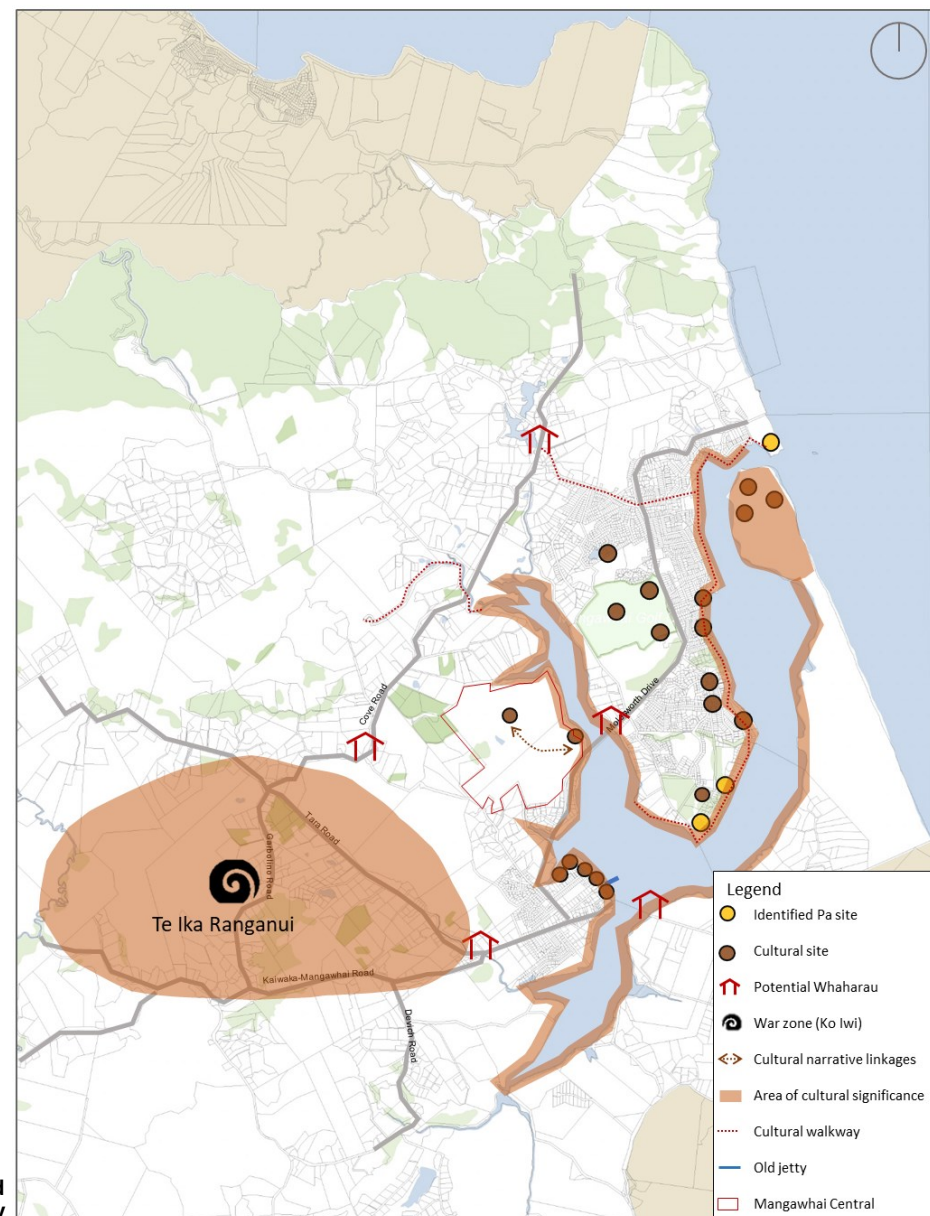 Cove Road
Molesworth Drive
Tara Road
Garbolino Road
Te Ika Ranganui
Kaiwaka-Mangawhai Road
Devich Road
Legend
Identified Pa site
Cultural site
Potential Whaharau
War zone (Ko Iwi)
Cultural narrative linkages
Area of cultural significance
Cultural walkway
Old jetty
Mangawhai Central